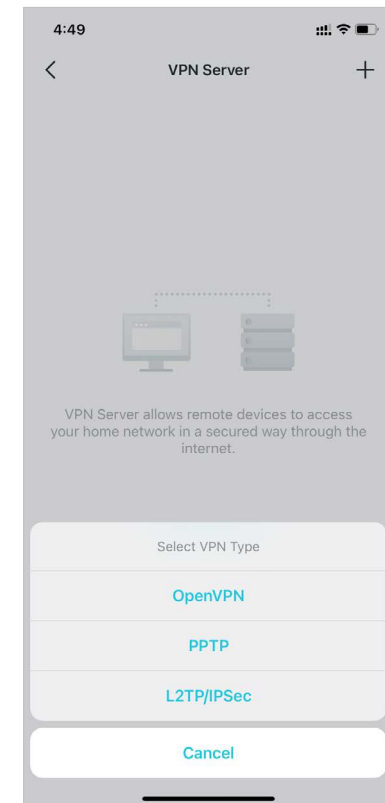 4:49
VPN Server
VPN Server allows remote devices to access
your home network in a secured way through the
internet.
Select VPN Type
OpenVPN
PPTP
L2TP/IPSec
Cancel